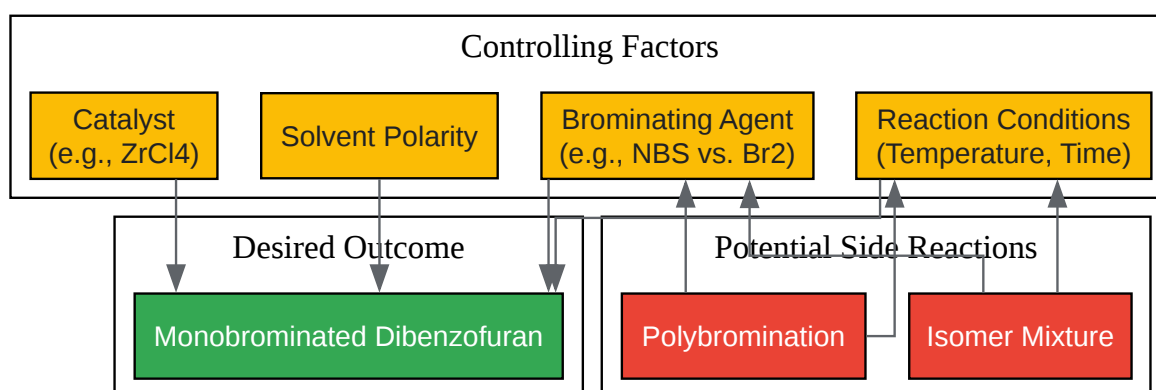 Controlling Factors
Catalyst
(e.g., ZrCl4)
Solvent Polarity
Brominating Agent
(e.g., NBS vs. Br2)
Reaction Conditions
(Temperature, Time)
Desired Outcome
Potential Side Reactions
Monobrominated Dibenzofuran
Polybromination
Isomer Mixture